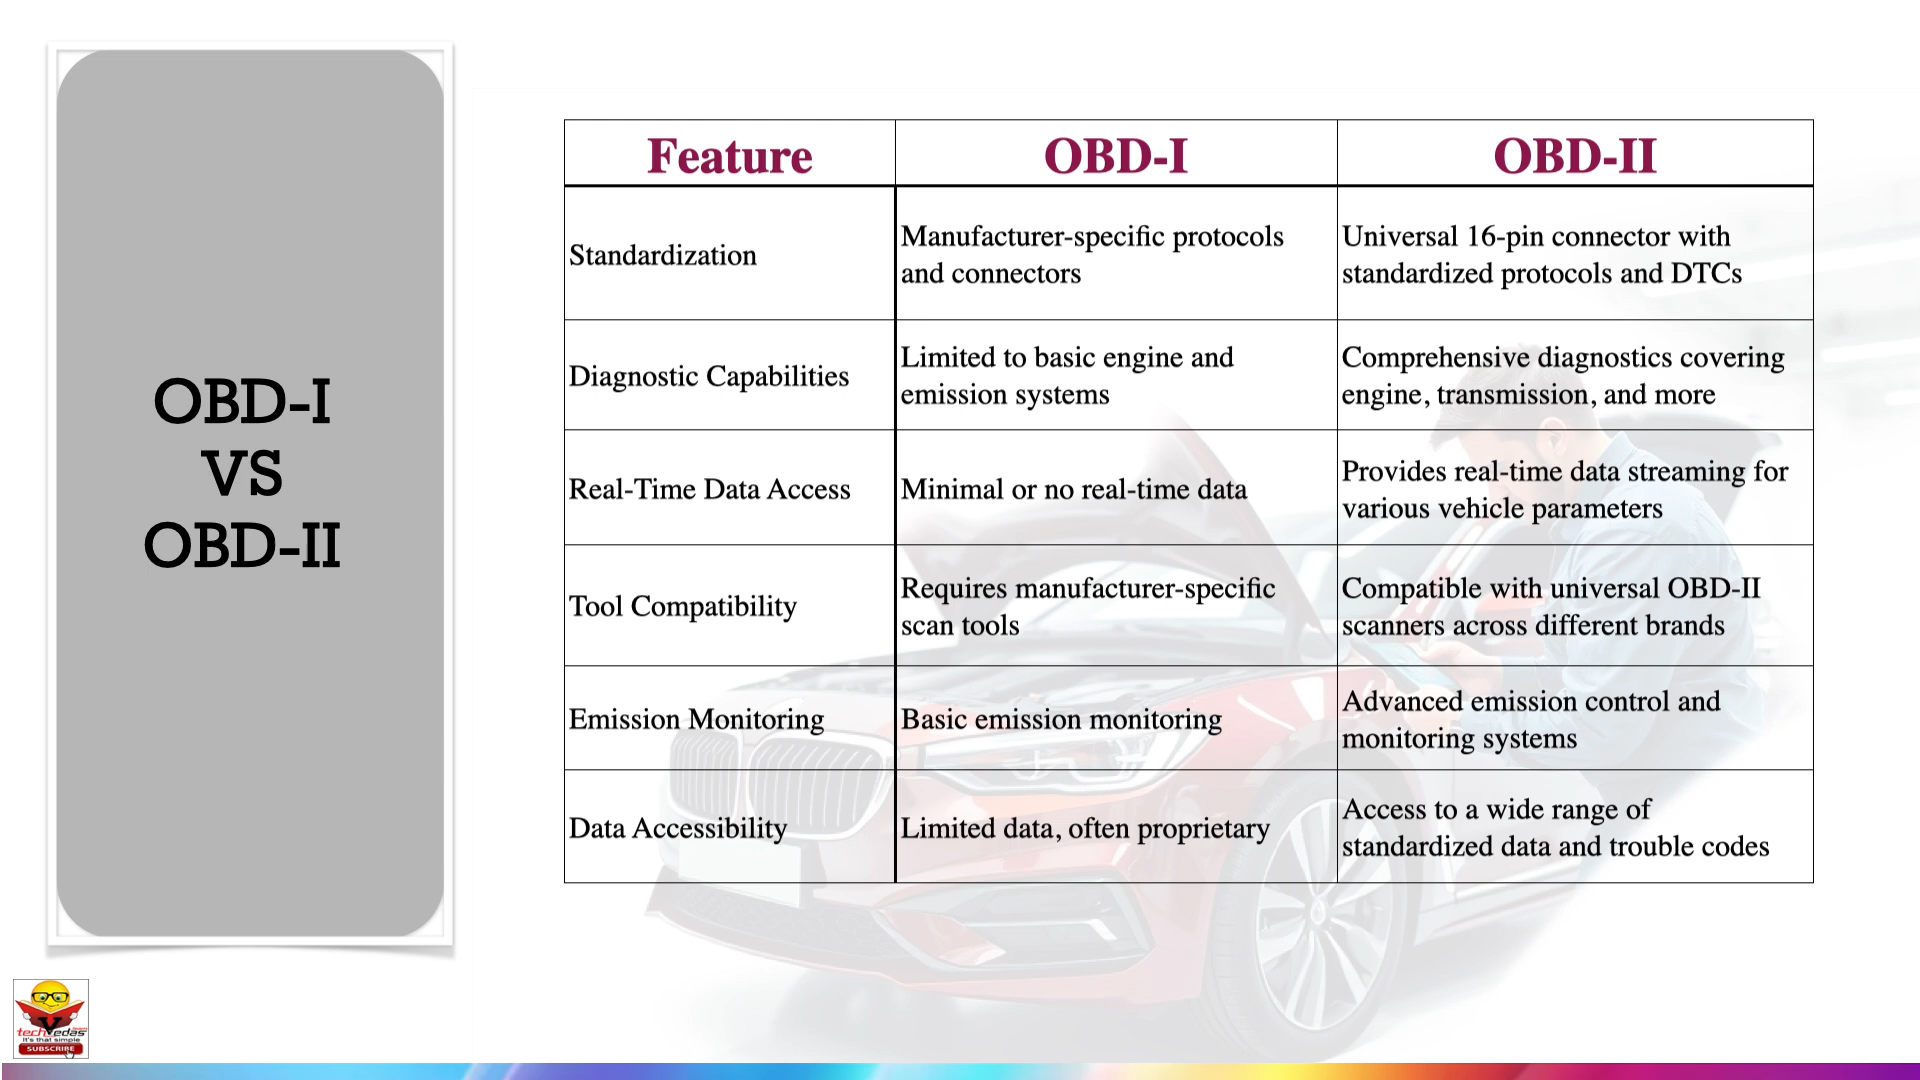 OBD-I
VS
OBD-II
Feature
OBD-I
OBD-II
Standardization
Manufacturer-specific protocols
and connectors
Universal 16-pin connector with
standardized protocols and DTCs
Diagnostic Capabilities
Limited to basic engine and
emission systems
Comprehensive diagnostics covering
engine, transmission, and more
Real-Time Data Access
Minimal or no real-time data
Provides real-time data streaming for
various vehicle parameters
Tool Compatibility
Requires manufacturer-specific
scan tools
Compatible with universal OBD-II
scanners across different brands
Emission Monitoring
Basic emission monitoring
Advanced emission control and
monitoring systems
Data Accessibility
Limited data, often proprietary
Access to a wide range of
standardized data and trouble codes
tech Vedas
it's that simple
SUBSCRIBE